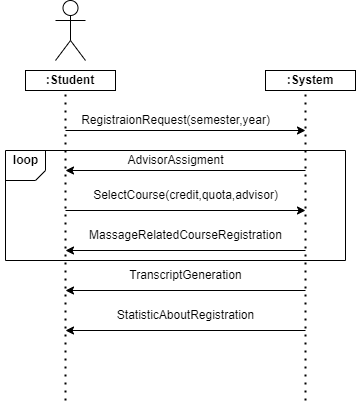 :Student
:System
RegistraionRequest(semester,year)
loop
AdvisorAssigment
SelectCourse(credit,quota,advisor)
MassageRelatedCourseRegistration
TranscriptGeneration
StatisticAboutRegistration